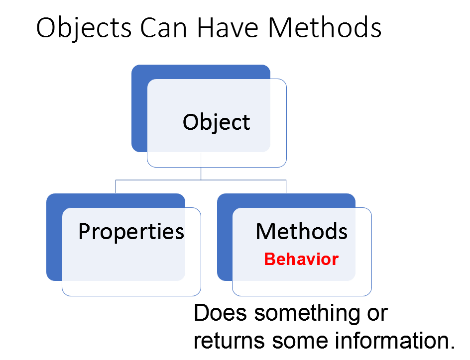 Objects Can Have Methods
Object
Properties
Methods
Behavior
Does something or
returns some information.